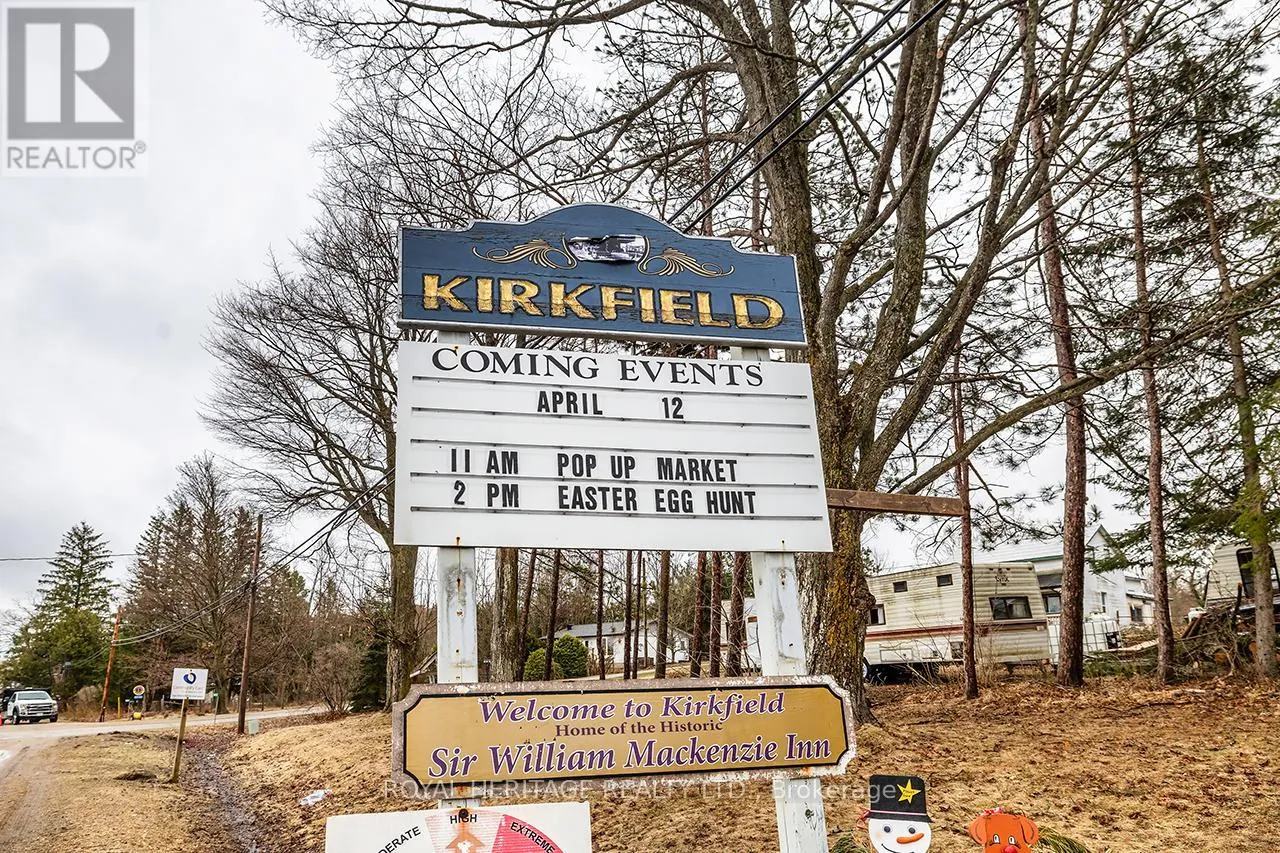 REALTOR®
KIRKFIELD
COMING EVENTS
APRIL 12
11 AM POP UP MARKET
2 PM EASTER EGG HUNT
Welcome to Kirkfield
Home of the Historic
Sir William Mackenzie Inn
ROYAL HERITAGE REALTY LTD., Brokerage
HIGH
EXTREME